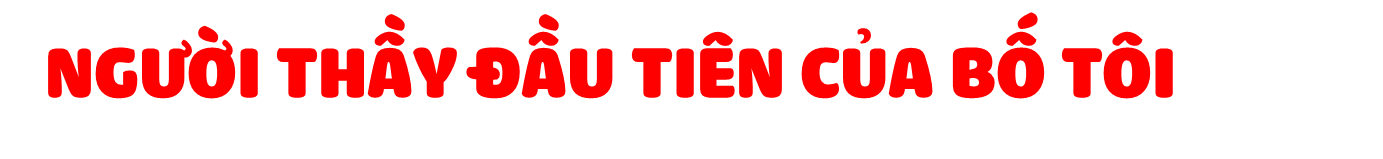 NGƯỜI THẦY ĐẦU TIÊN CỦA BỐ TÔI